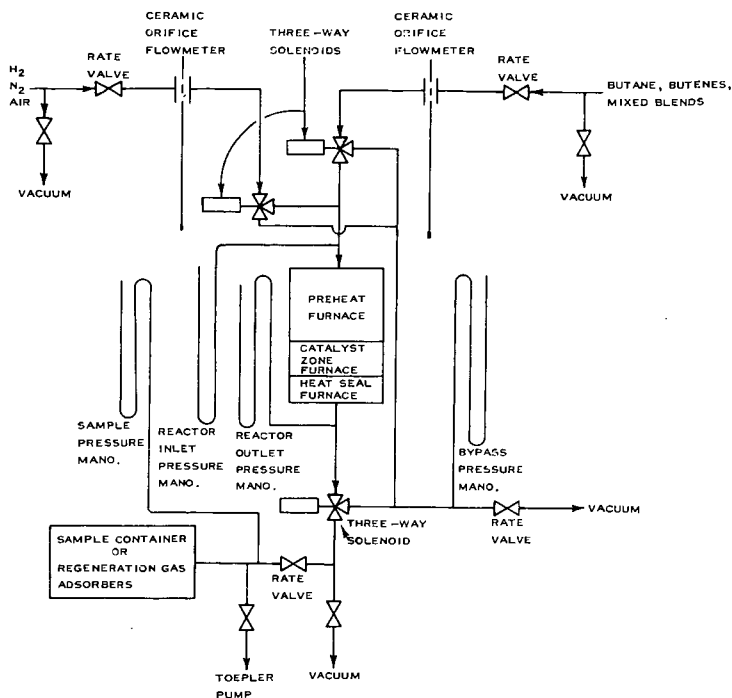 CERAMIC
ORIFICE
FLOWMETER
THREE-WAY
SOLENOIDS
CERAMIC
ORIFICE
FLOWMETER
RATE
VALVE
RATE
VALVE
H2
N2
AIR
BUTANE, BUTENES,
MIXED BLENDS
VACUUM
VACUUM
PREHEAT
FURNACE
CATALYST
ZONE
FURNACE
HEAT SEAL
FURNACE
SAMPLE
PRESSURE
MANO.
REACTOR
INLET
PRESSURE
MANO.
REACTOR
OUTLET
PRESSURE
MANO.
BYPASS
PRESSURE
MANO.
VACUUM
RATE
VALVE
THREE-WAY
SOLENOID
SAMPLE CONTAINER
OR
REGENERATION GAS
ADSORBERS
RATE
VALVE
TOEPLER
PUMP
VACUUM